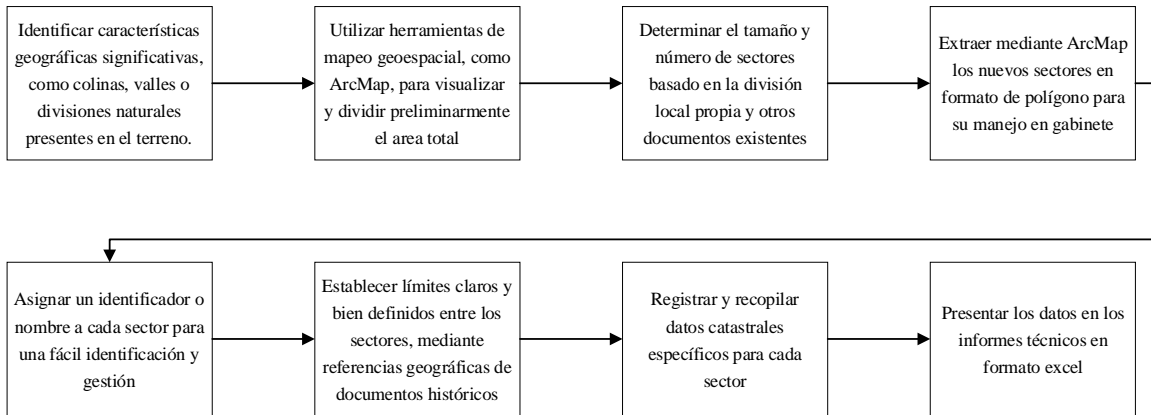 Identificar características
geográficas significativas,
como colinas, valles o
divisiones naturales
presentes en el terreno.
Utilizar herramientas de
mapeo geoespacial, como
ArcMap, para visualizar
y dividir preliminarmente
el area total
Determinar el tamaño y
número de sectores
basado en la división
local propia y otros
documentos existentes
Extraer mediante ArcMap
los nuevos sectores en
formato de polígono para
su manejo en gabinete
Asignar un identificador o
nombre a cada sector para
una fácil identificación y
gestión
Establecer límites claros y
bien definidos entre los
sectores, mediante
referencias geográficas de
documentos históricos
Registrar y recopilar
datos catastrales
específicos para cada
sector
Presentar los datos en los
informes técnicos en
formato excel